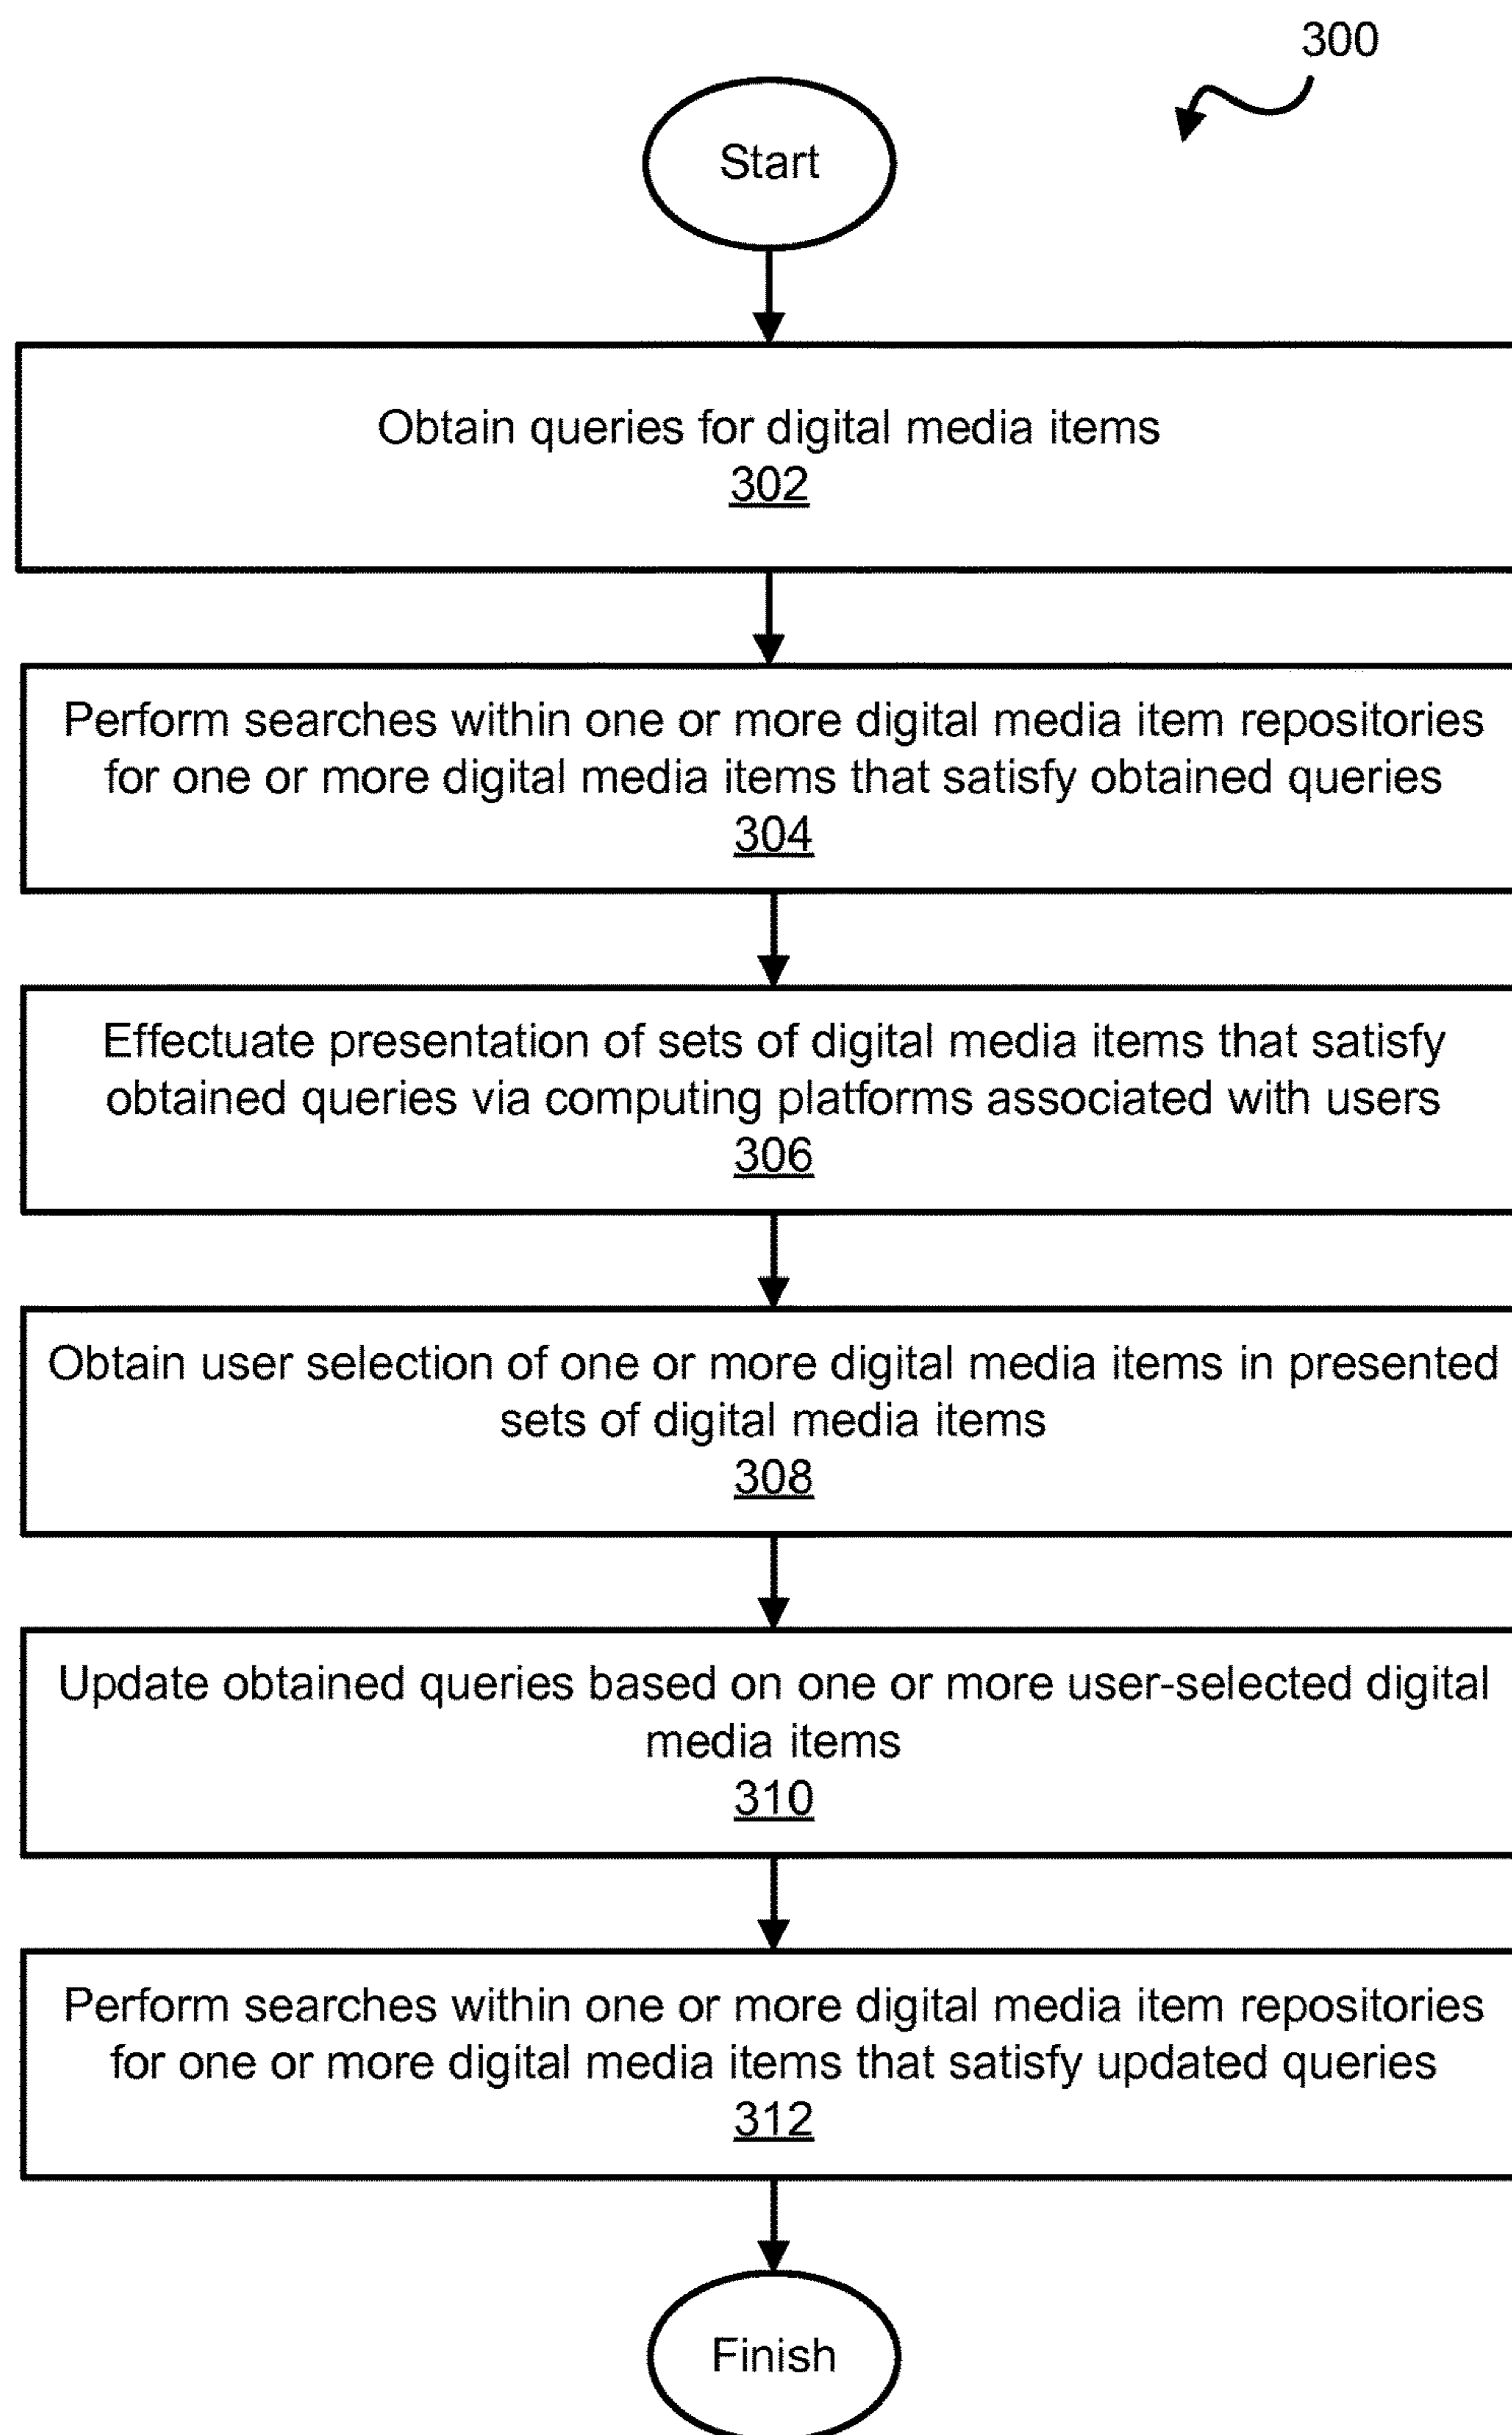 300
Start
Obtain queries for digital media items
302
Perform searches within one or more digital media item repositories
for one or more digital media items that satisfy obtained queries
304
Effectuate presentation of sets of digital media items that satisfy
obtained queries via computing platforms associated with users
306
Obtain user selection of one or more digital media items in presented
sets of digital media items
308
Update obtained queries based on one or more user-selected digital
media items
310
Perform searches within one or more digital media item repositories
for one or more digital media items that satisfy updated queries
312
Finish